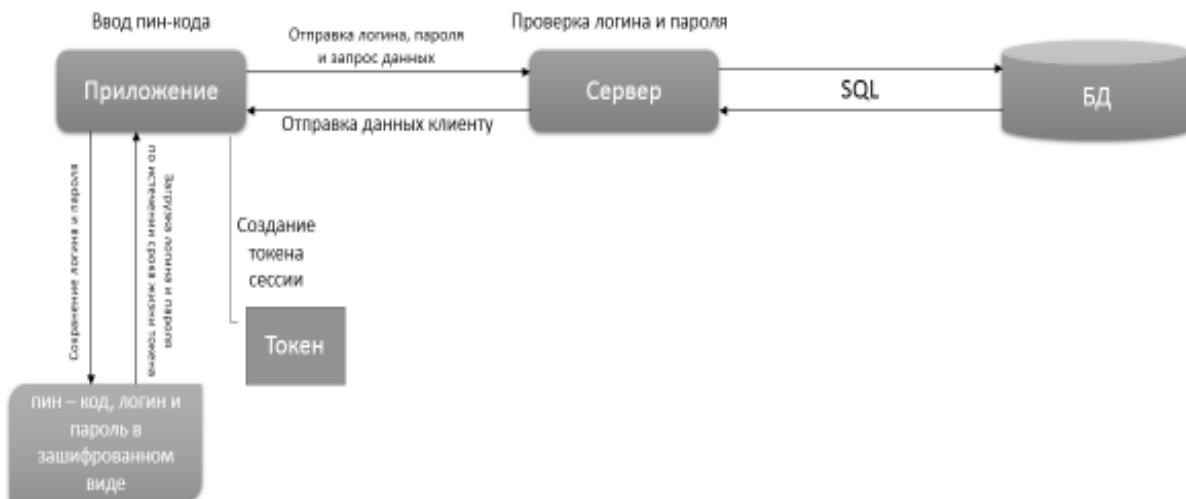 Ввод пин-кода
Отправка логина, пароля
и запрос данных
Проверка логина и пароля
Приложение
Сервер
SQL
БД
Отправка данных клиенту
Сохранение логина и пароля
Загрузка логина и пароля
по истечении срока жизни токена
Создание
токена
сессии
Токен
пин – код, логин и
пароль в
зашифрованном
виде